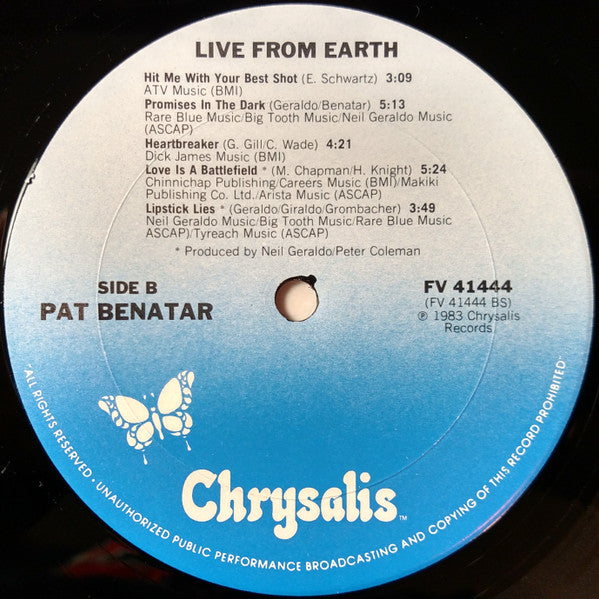 LIVE FROM EARTH
Hit Me With Your Best Shot (E. Schwartz) 3:09
ATV Music (BMI)
Promises In The Dark (Geraldo/Benatar) 5:13
Rare Blue Music/Big Tooth Music/Neil Geraldo Music
(ASCAP)
Heartbreaker (G. Gill/C. Wade) 4:21
Dick James Music (BMI)
Love Is A Battlefield * (M. Chapman/H. Knight) 5:24
Chinnichap Publishing/Careers Music (BMI)/Makiki
Publishing Co. Ltd./Arista Music (ASCAP)
Lipstick Lies * (Geraldo/Giraldo/Grombacher) 3:49
Neil Geraldo Music/Big Tooth Music/Rare Blue Music
ASCAP)/Tyreach Music (ASCAP)
* Produced by Neil Geraldo/Peter Coleman
SIDE B
PAT BENATAR
FV 41444
(FV 41444 BS)
℗ 1983 Chrysalis
Records
Chrysalis™
"ALL RIGHTS RESERVED · UNAUTHORIZED PUBLIC PERFORMANCE BROADCASTING AND COPYING OF THIS RECORD PROHIBITED"